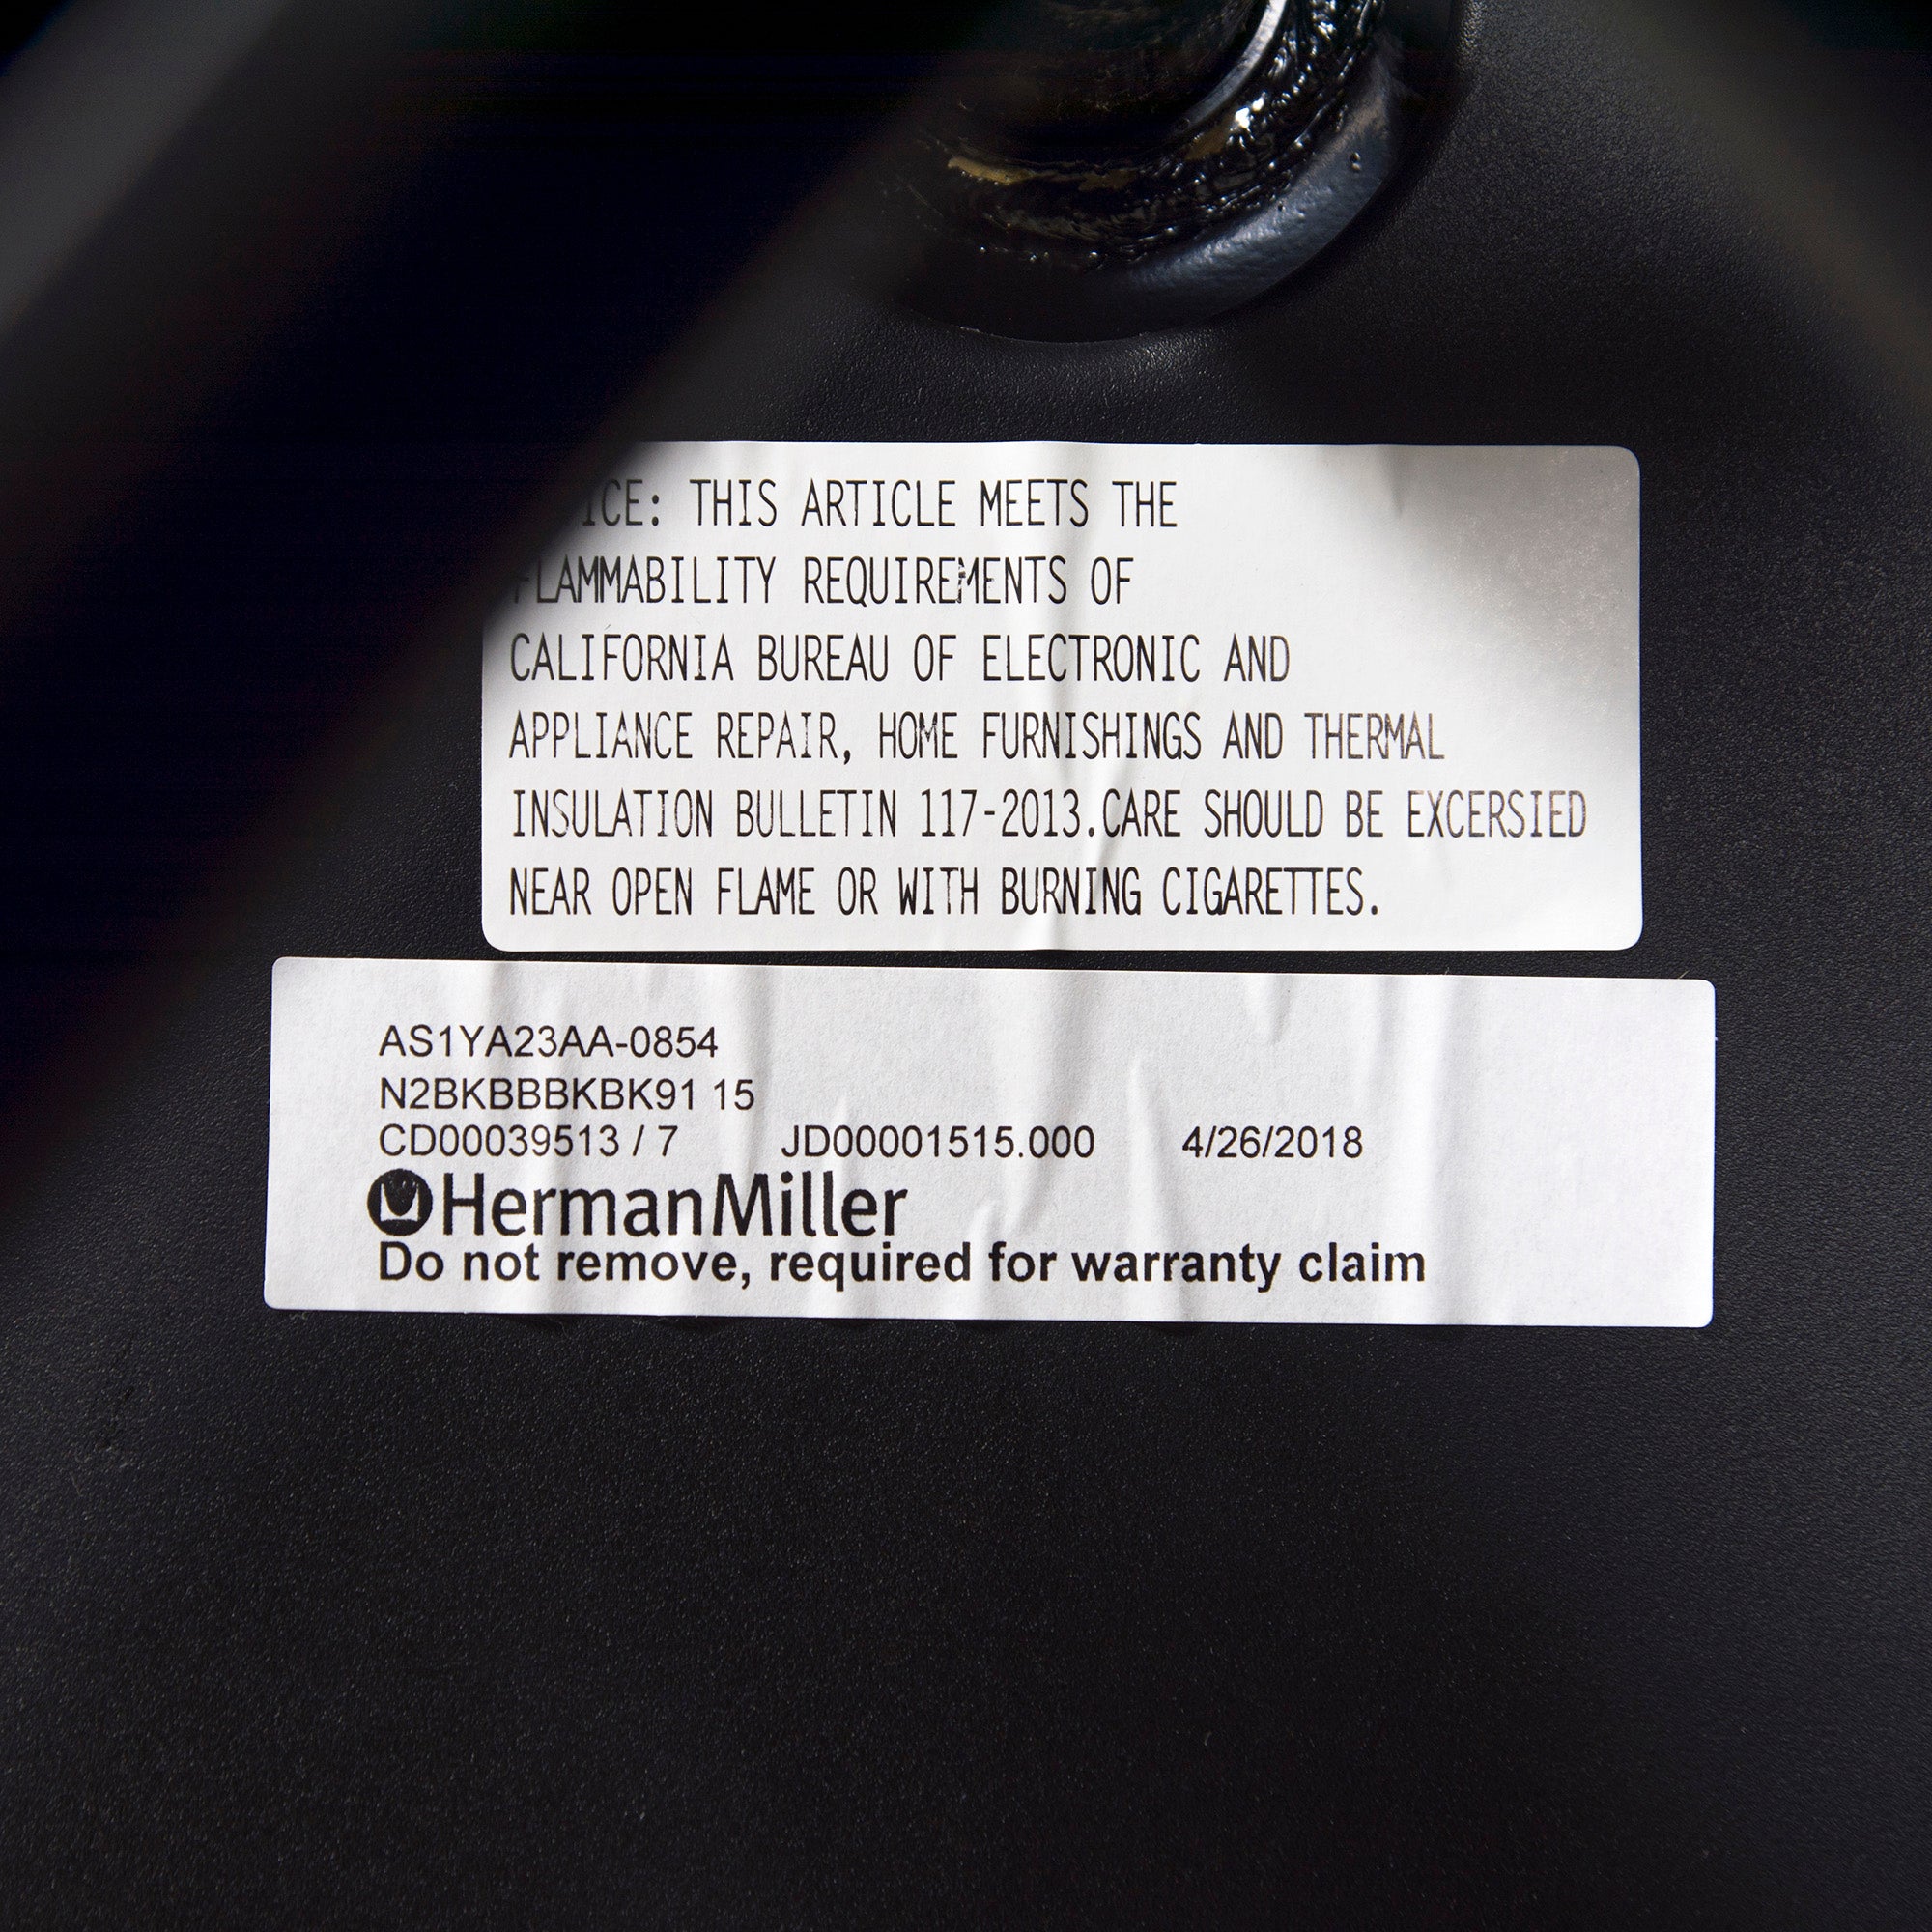 ICE: THIS ARTICLE MEETS THE
FLAMMABILITY REQUIREMENTS OF
CALIFORNIA BUREAU OF ELECTRONIC AND
APPLIANCE REPAIR, HOME FURNISHINGS AND THERMAL
INSULATION BULLETIN 117-2013.CARE SHOULD BE EXCERSIED
NEAR OPEN FLAME OR WITH BURNING CIGARETTES.
AS1YA23AA-0854
N2BKBBBKBK91 15
CD00039513 / 7 JD00001515.000 4/26/2018
HermanMiller
Do not remove, required for warranty claim